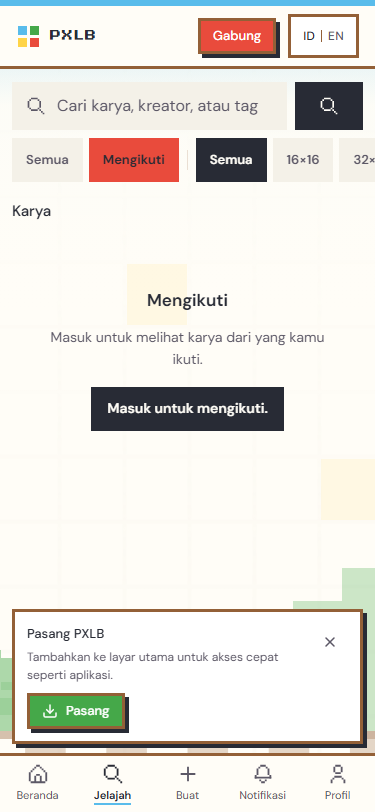 PXLB
Gabung
ID | EN
Cari karya, kreator, atau tag
Semua
Mengikuti
Semua
16×16
32×
Karya
Mengikuti
Masuk untuk melihat karya dari yang kamu
ikuti.
Masuk untuk mengikuti.
Pasang PXLB
Tambahkan ke layar utama untuk akses cepat
seperti aplikasi.
Pasang
Beranda
Jelajah
Buat
Notifikasi
Profil